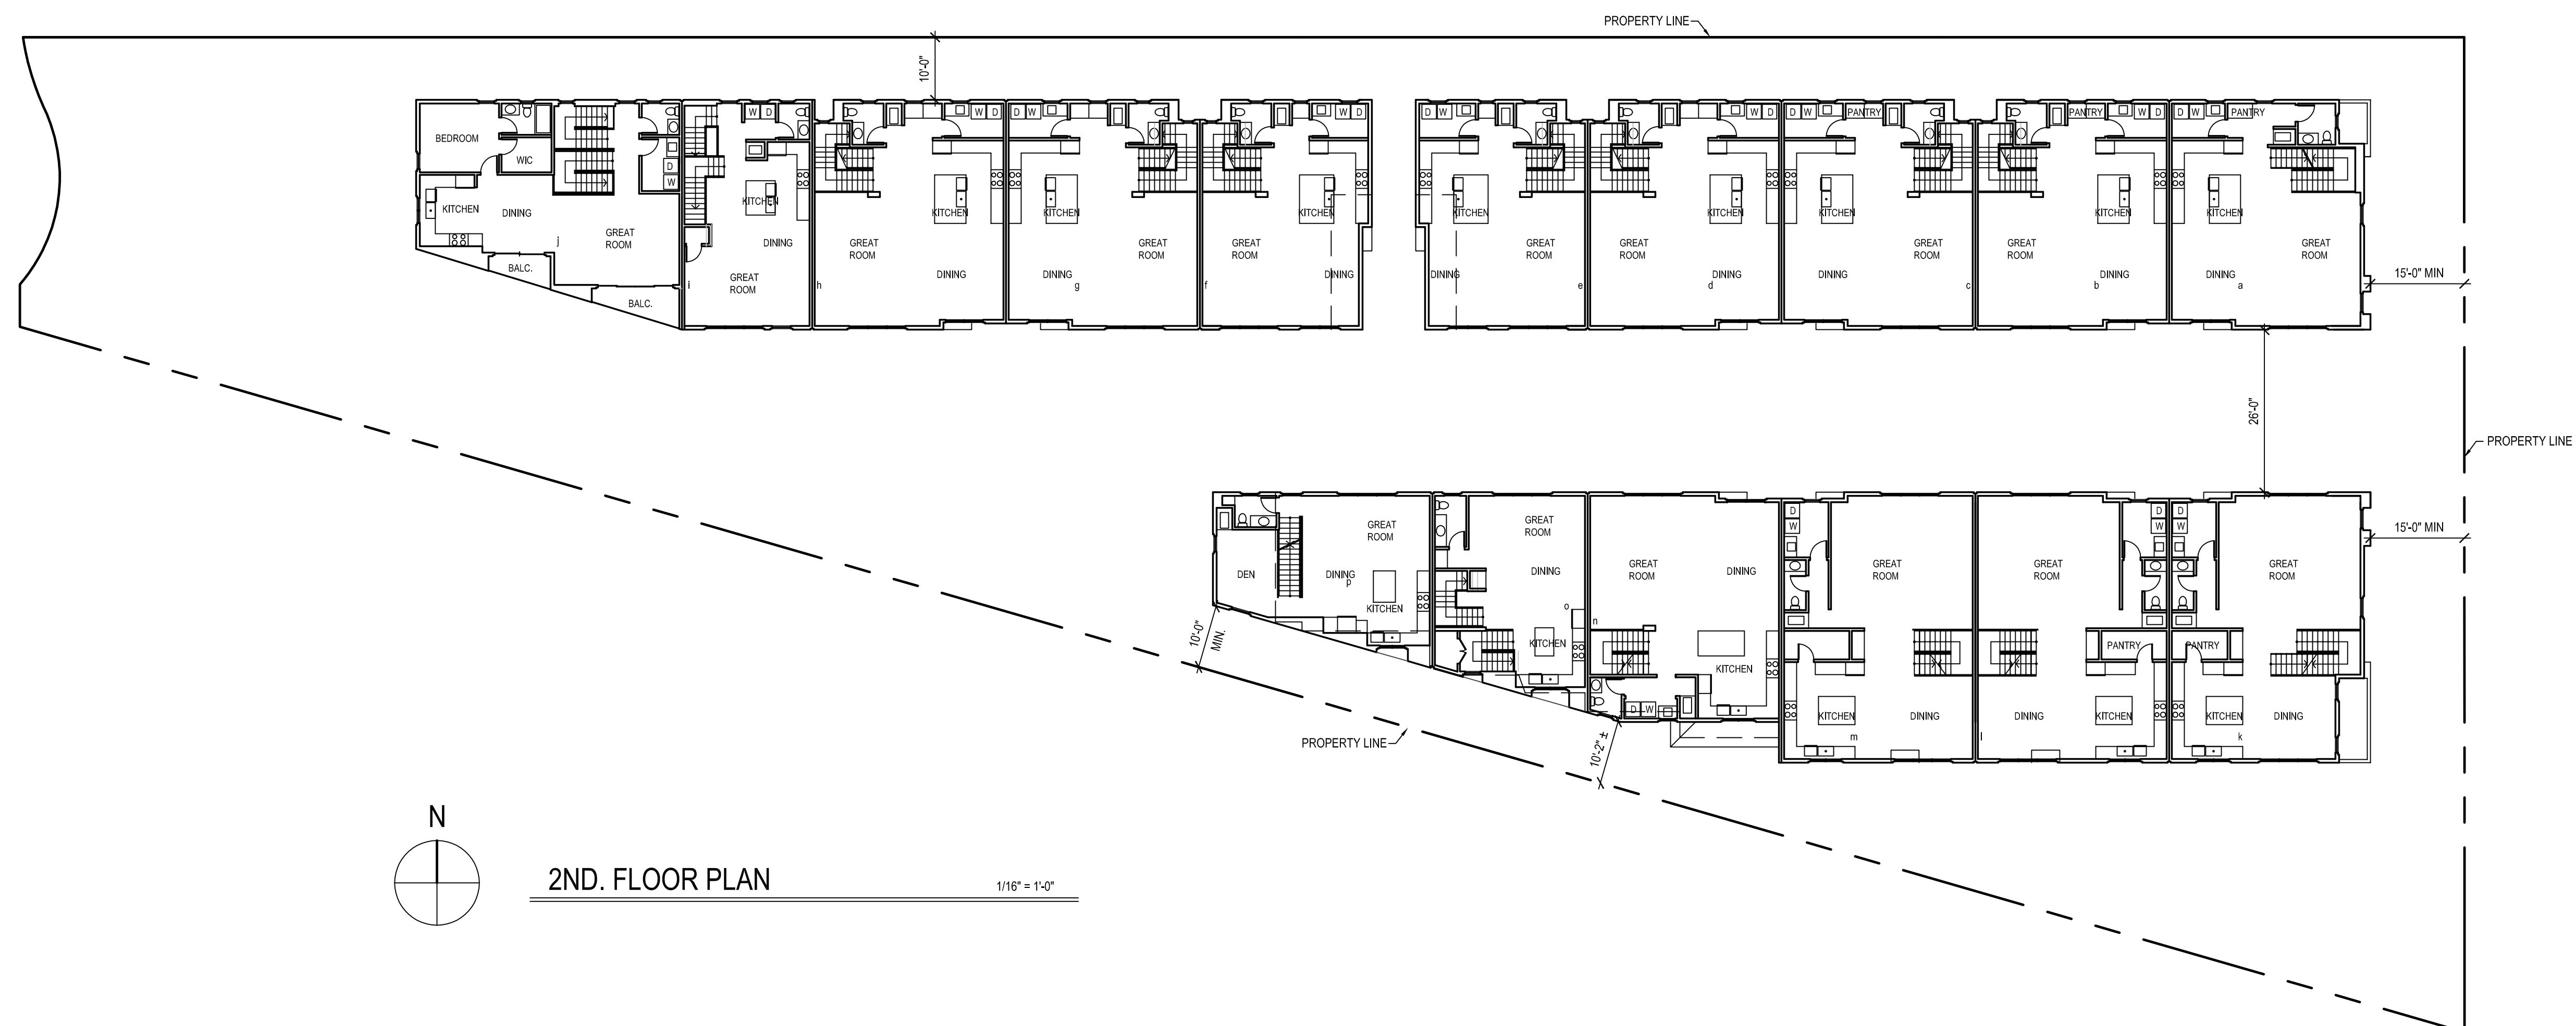 PROPERTY LINE
10'-0"
BEDROOM
WIC
D
W
KITCHEN
DINING
j
GREAT
ROOM
BALC.
BALC.
W D
KITCHEN
DINING
GREAT
ROOM
i
W D
KITCHEN
GREAT
ROOM
DINING
h
D W
KITCHEN
GREAT
ROOM
DINING
g
W D
KITCHEN
GREAT
ROOM
DINING
f
D W
KITCHEN
GREAT
ROOM
DINING
e
W D
KITCHEN
GREAT
ROOM
DINING
d
D W
PANTRY
KITCHEN
GREAT
ROOM
DINING
c
PANTRY
W D
KITCHEN
GREAT
ROOM
DINING
b
D W
PANTRY
KITCHEN
GREAT
ROOM
DINING
a
15'-0" MIN
26'-0"
PROPERTY LINE
15'-0" MIN
DEN
GREAT
ROOM
DINING
p
KITCHEN
GREAT
ROOM
DINING
o
KITCHEN
GREAT
ROOM
DINING
n
KITCHEN
D W
D
W
GREAT
ROOM
KITCHEN
DINING
m
D
W
GREAT
ROOM
PANTRY
DINING
KITCHEN
l
D
W
GREAT
ROOM
PANTRY
KITCHEN
DINING
k
10'-0"
MIN.
PROPERTY LINE
10'-2" ±
N
2ND. FLOOR PLAN
1/16" = 1'-0"